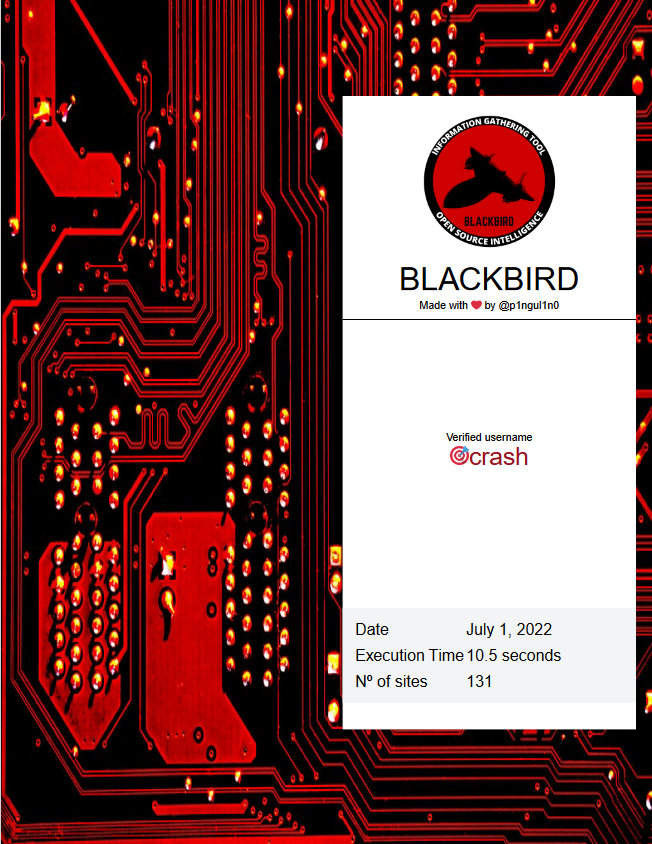 INFORMATION GATHERING TOOL
BLACKBIRD
OPEN SOURCE INTELLIGENCE
BLACKBIRD
Made with ❤ by @p1ngul1n0
Verified username
🎯crash
Date July 1, 2022
Execution Time 10.5 seconds
Nº of sites 131